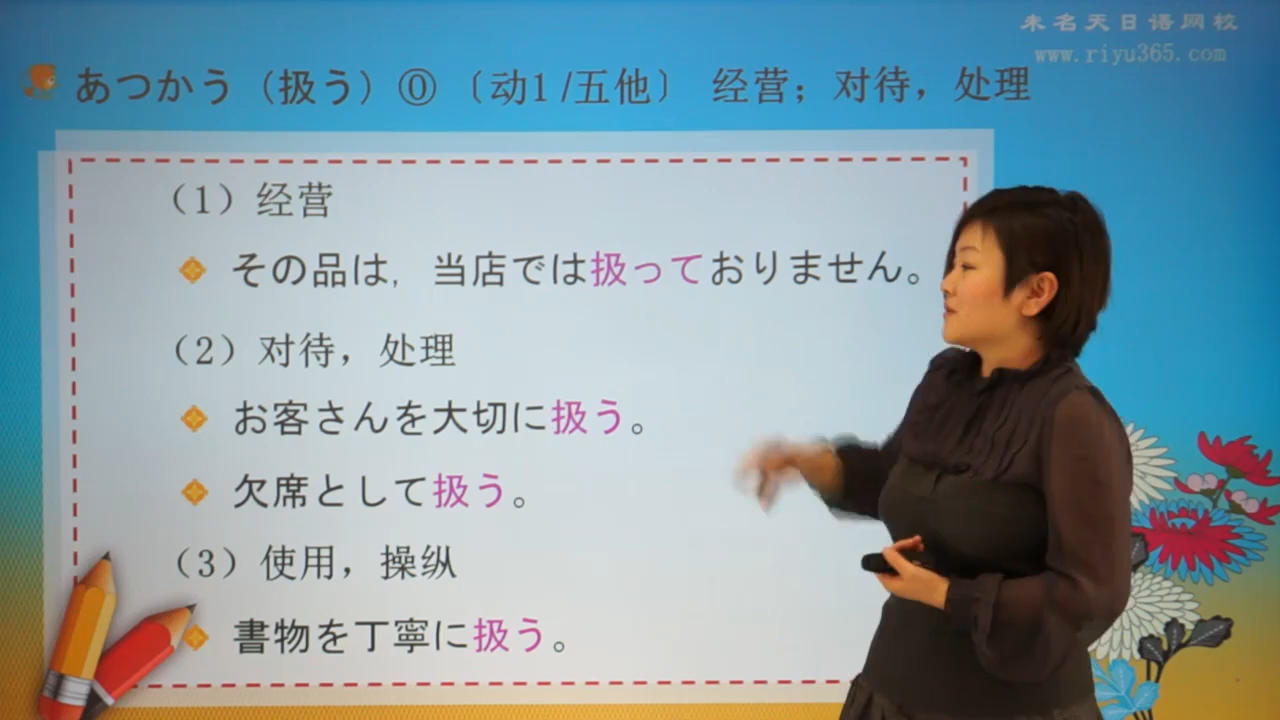 未名天日语网校
www.riyu365.com
あつかう（扱う）⓪〔动1/五他〕 经营；对待，处理
（1）经营
その品は，当店では扱っておりません。
（2）对待，处理
お客さんを大切に扱う。
欠席として扱う。
（3）使用，操纵
書物を丁寧に扱う。